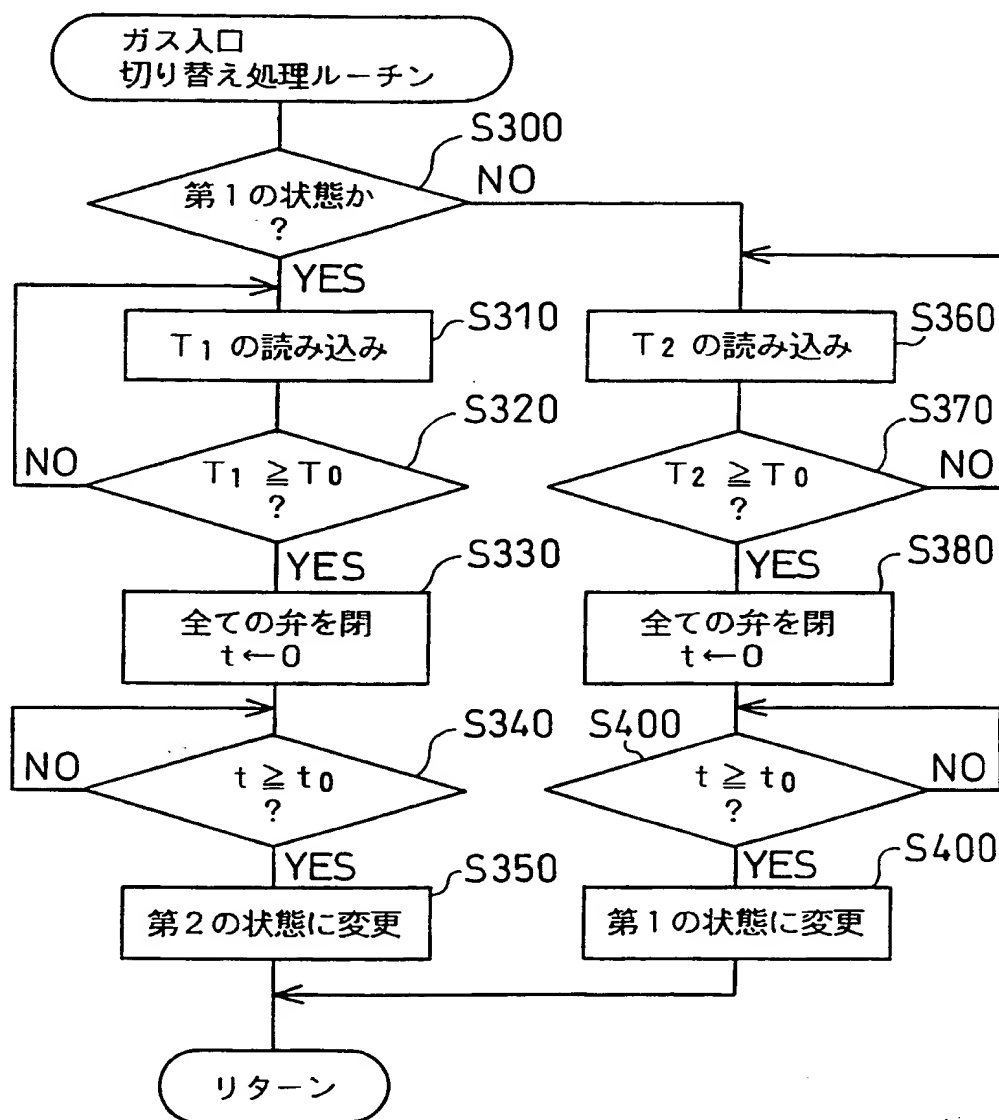 ガス入口
切り替え処理ルーチン
S300
第1の状態か
?
NO
YES
T1 の読み込み
S310
T1 ≧ T0
?
S320
NO
YES
全ての弁を閉
t←0
S330
t ≧ t0
?
S340
NO
YES
第2の状態に変更
S350
T2 の読み込み
S360
T2 ≧ T0
?
S370
NO
YES
全ての弁を閉
t←0
S380
t ≧ t0
?
S400
NO
YES
第1の状態に変更
S400
リターン